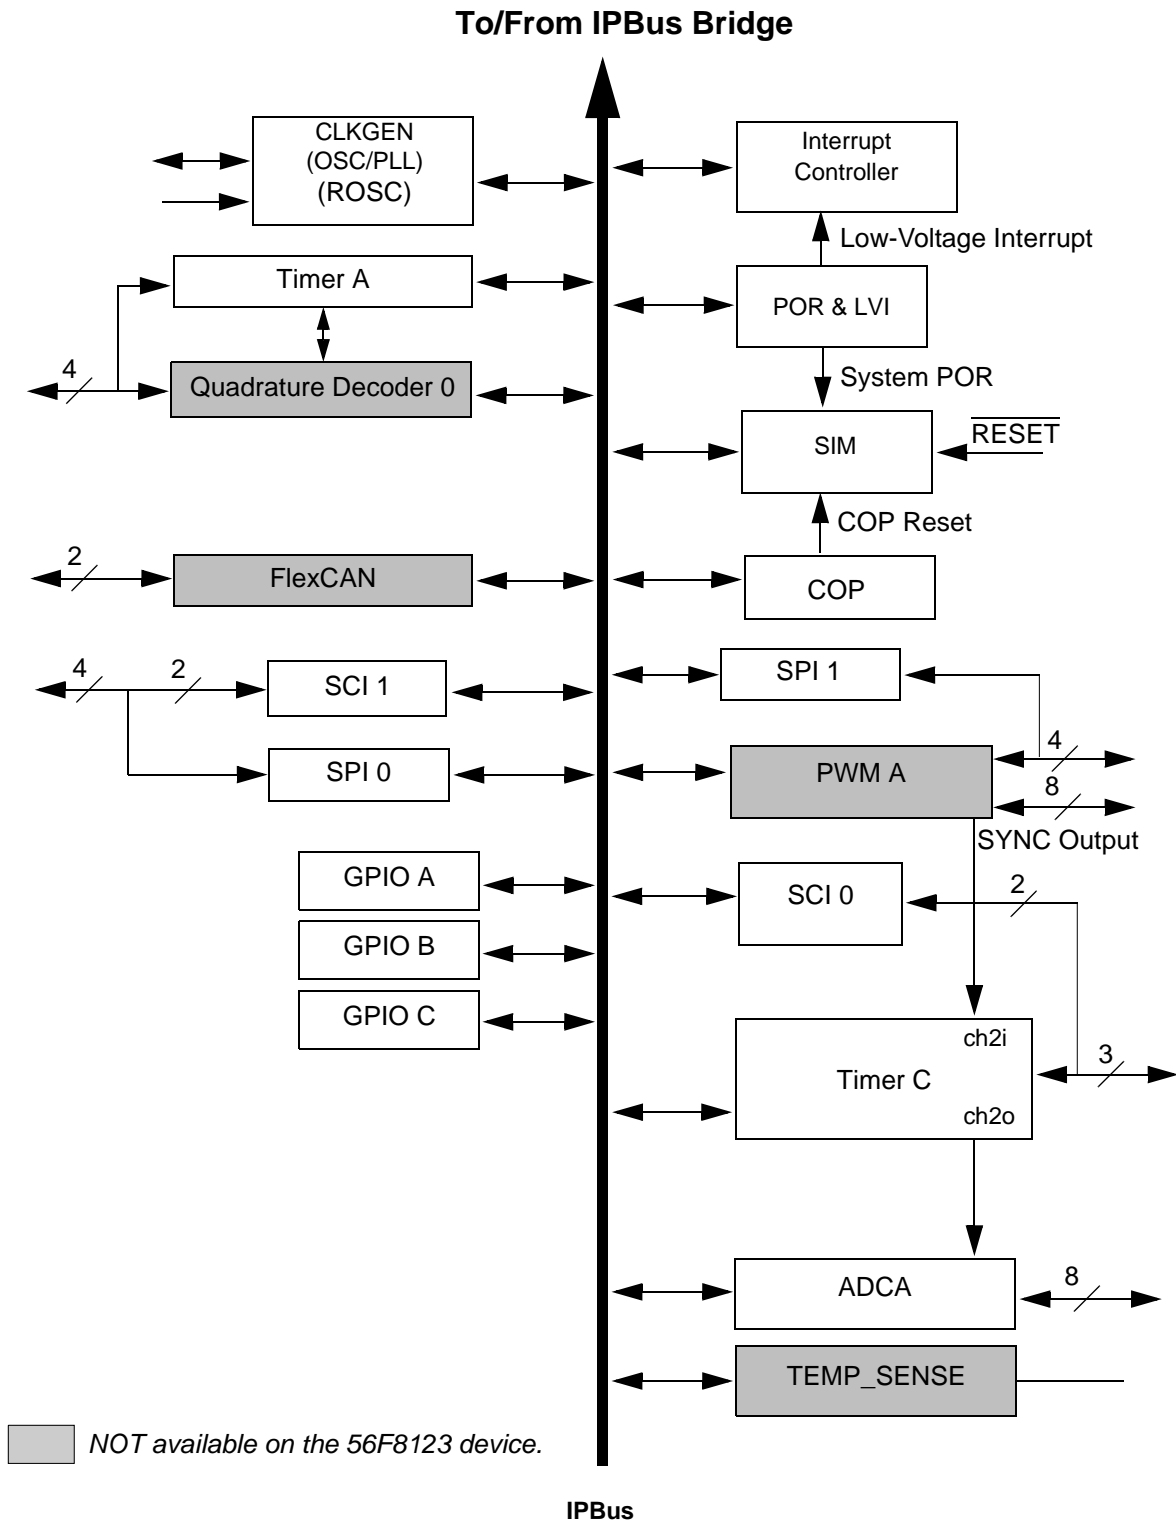 To/From IPBus Bridge
CLKGEN
(OSC/PLL)
(ROSC)
Interrupt
Controller
Low-Voltage Interrupt
Timer A
POR & LVI
4
Quadrature Decoder 0
System POR
SIM
RESET
COP Reset
2
FlexCAN
COP
4
2
SCI 1
SPI 1
SPI 0
4
PWM A
8
SYNC Output
GPIO A
SCI 0
2
GPIO B
GPIO C
ch2i
Timer C
3
ch2o
ADCA
8
TEMP_SENSE
NOT available on the 56F8123 device.
IPBus